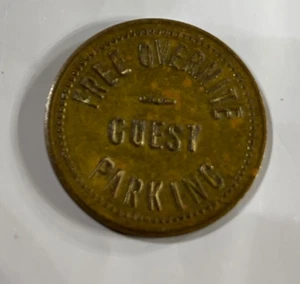 FREE OVERNITE
—
GUEST
PARKING